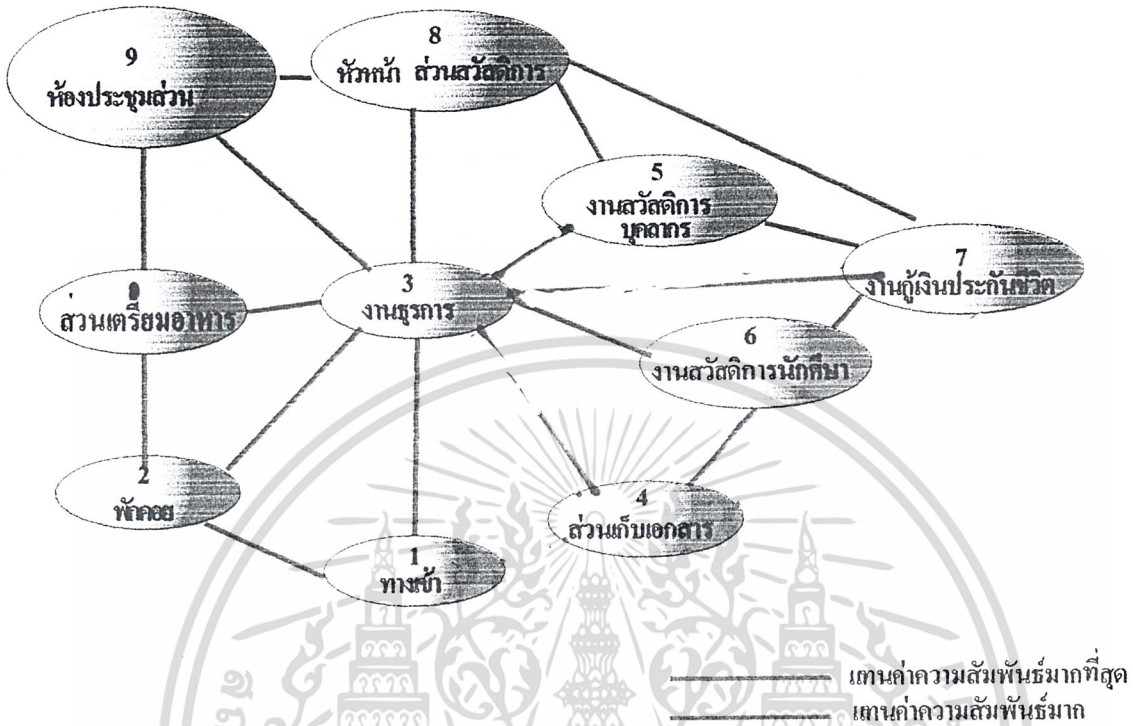 9
ห้องประชุมส่วน
8
หัวหน้า ส่วนสวัสดิการ
5
งานสวัสดิการ
บุคลากร
7
งานกู้เงินประกันชีวิต
3
งานธุรการ
ส่วนเตรียมอาหาร
6
งานสวัสดิการนักศึกษา
2
พักคอย
4
ส่วนเก็บเอกสาร
1
ทางเข้า
แทนค่าความสัมพันธ์มากที่สุด
แทนค่าความสัมพันธ์มาก